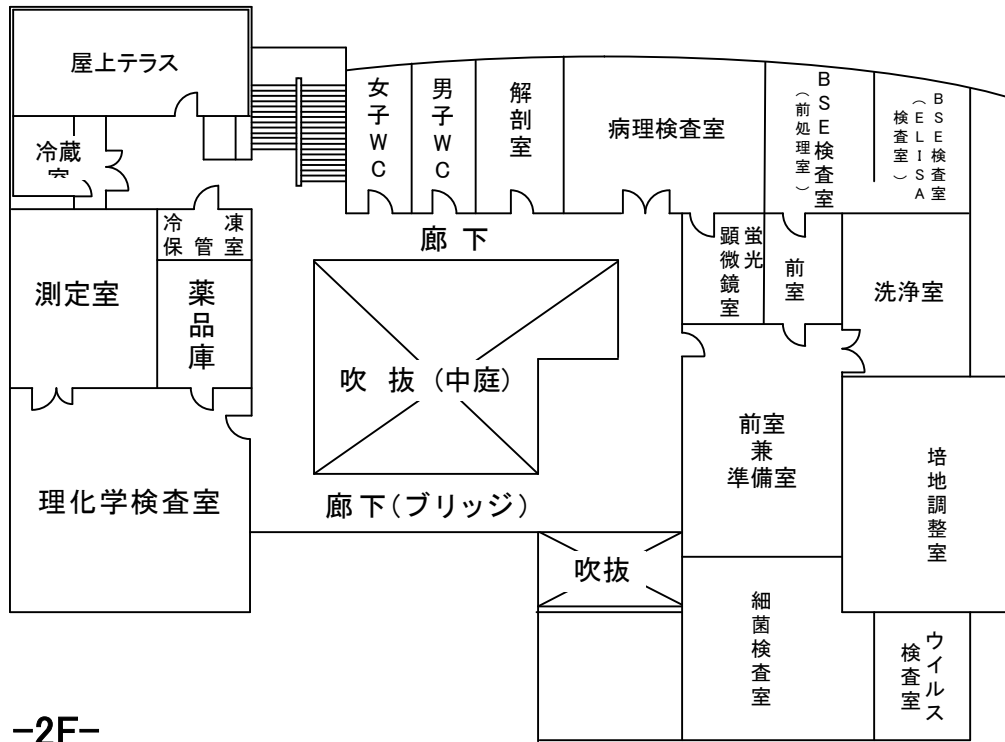 屋上テラス
冷蔵
室
女子WC
男子WC
解剖室
病理検査室
BSE検査室
(前処理室)
BSE検査室
(ELISA
検査室)
冷凍
保管室
廊下
蛍光
顕微鏡室
前室
洗浄室
測定室
薬品庫
吹抜(中庭)
前室
兼
準備室
培地調整室
理化学検査室
廊下(ブリッジ)
吹抜
細菌検査室
ウイルス
検査室
-2F-